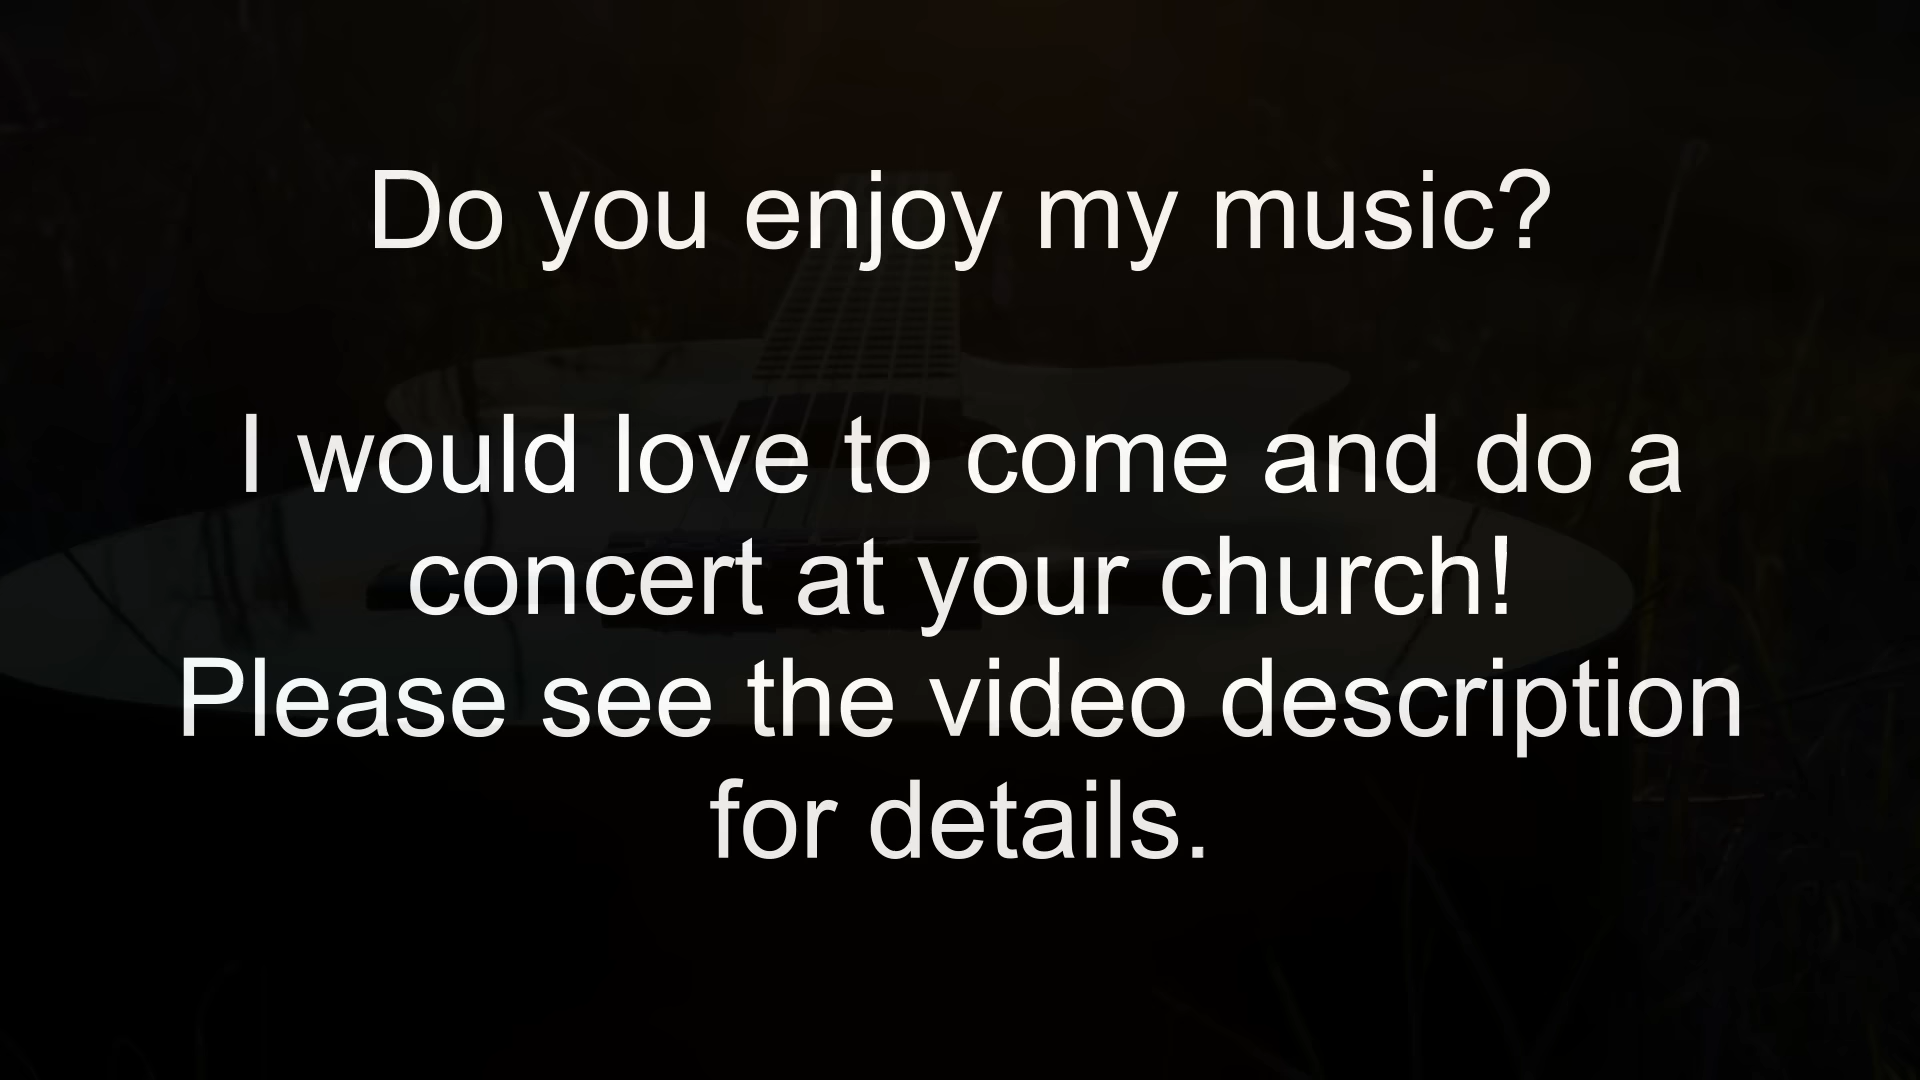 Do you enjoy my music?
I would love to come and do a
concert at your church!
Please see the video description
for details.